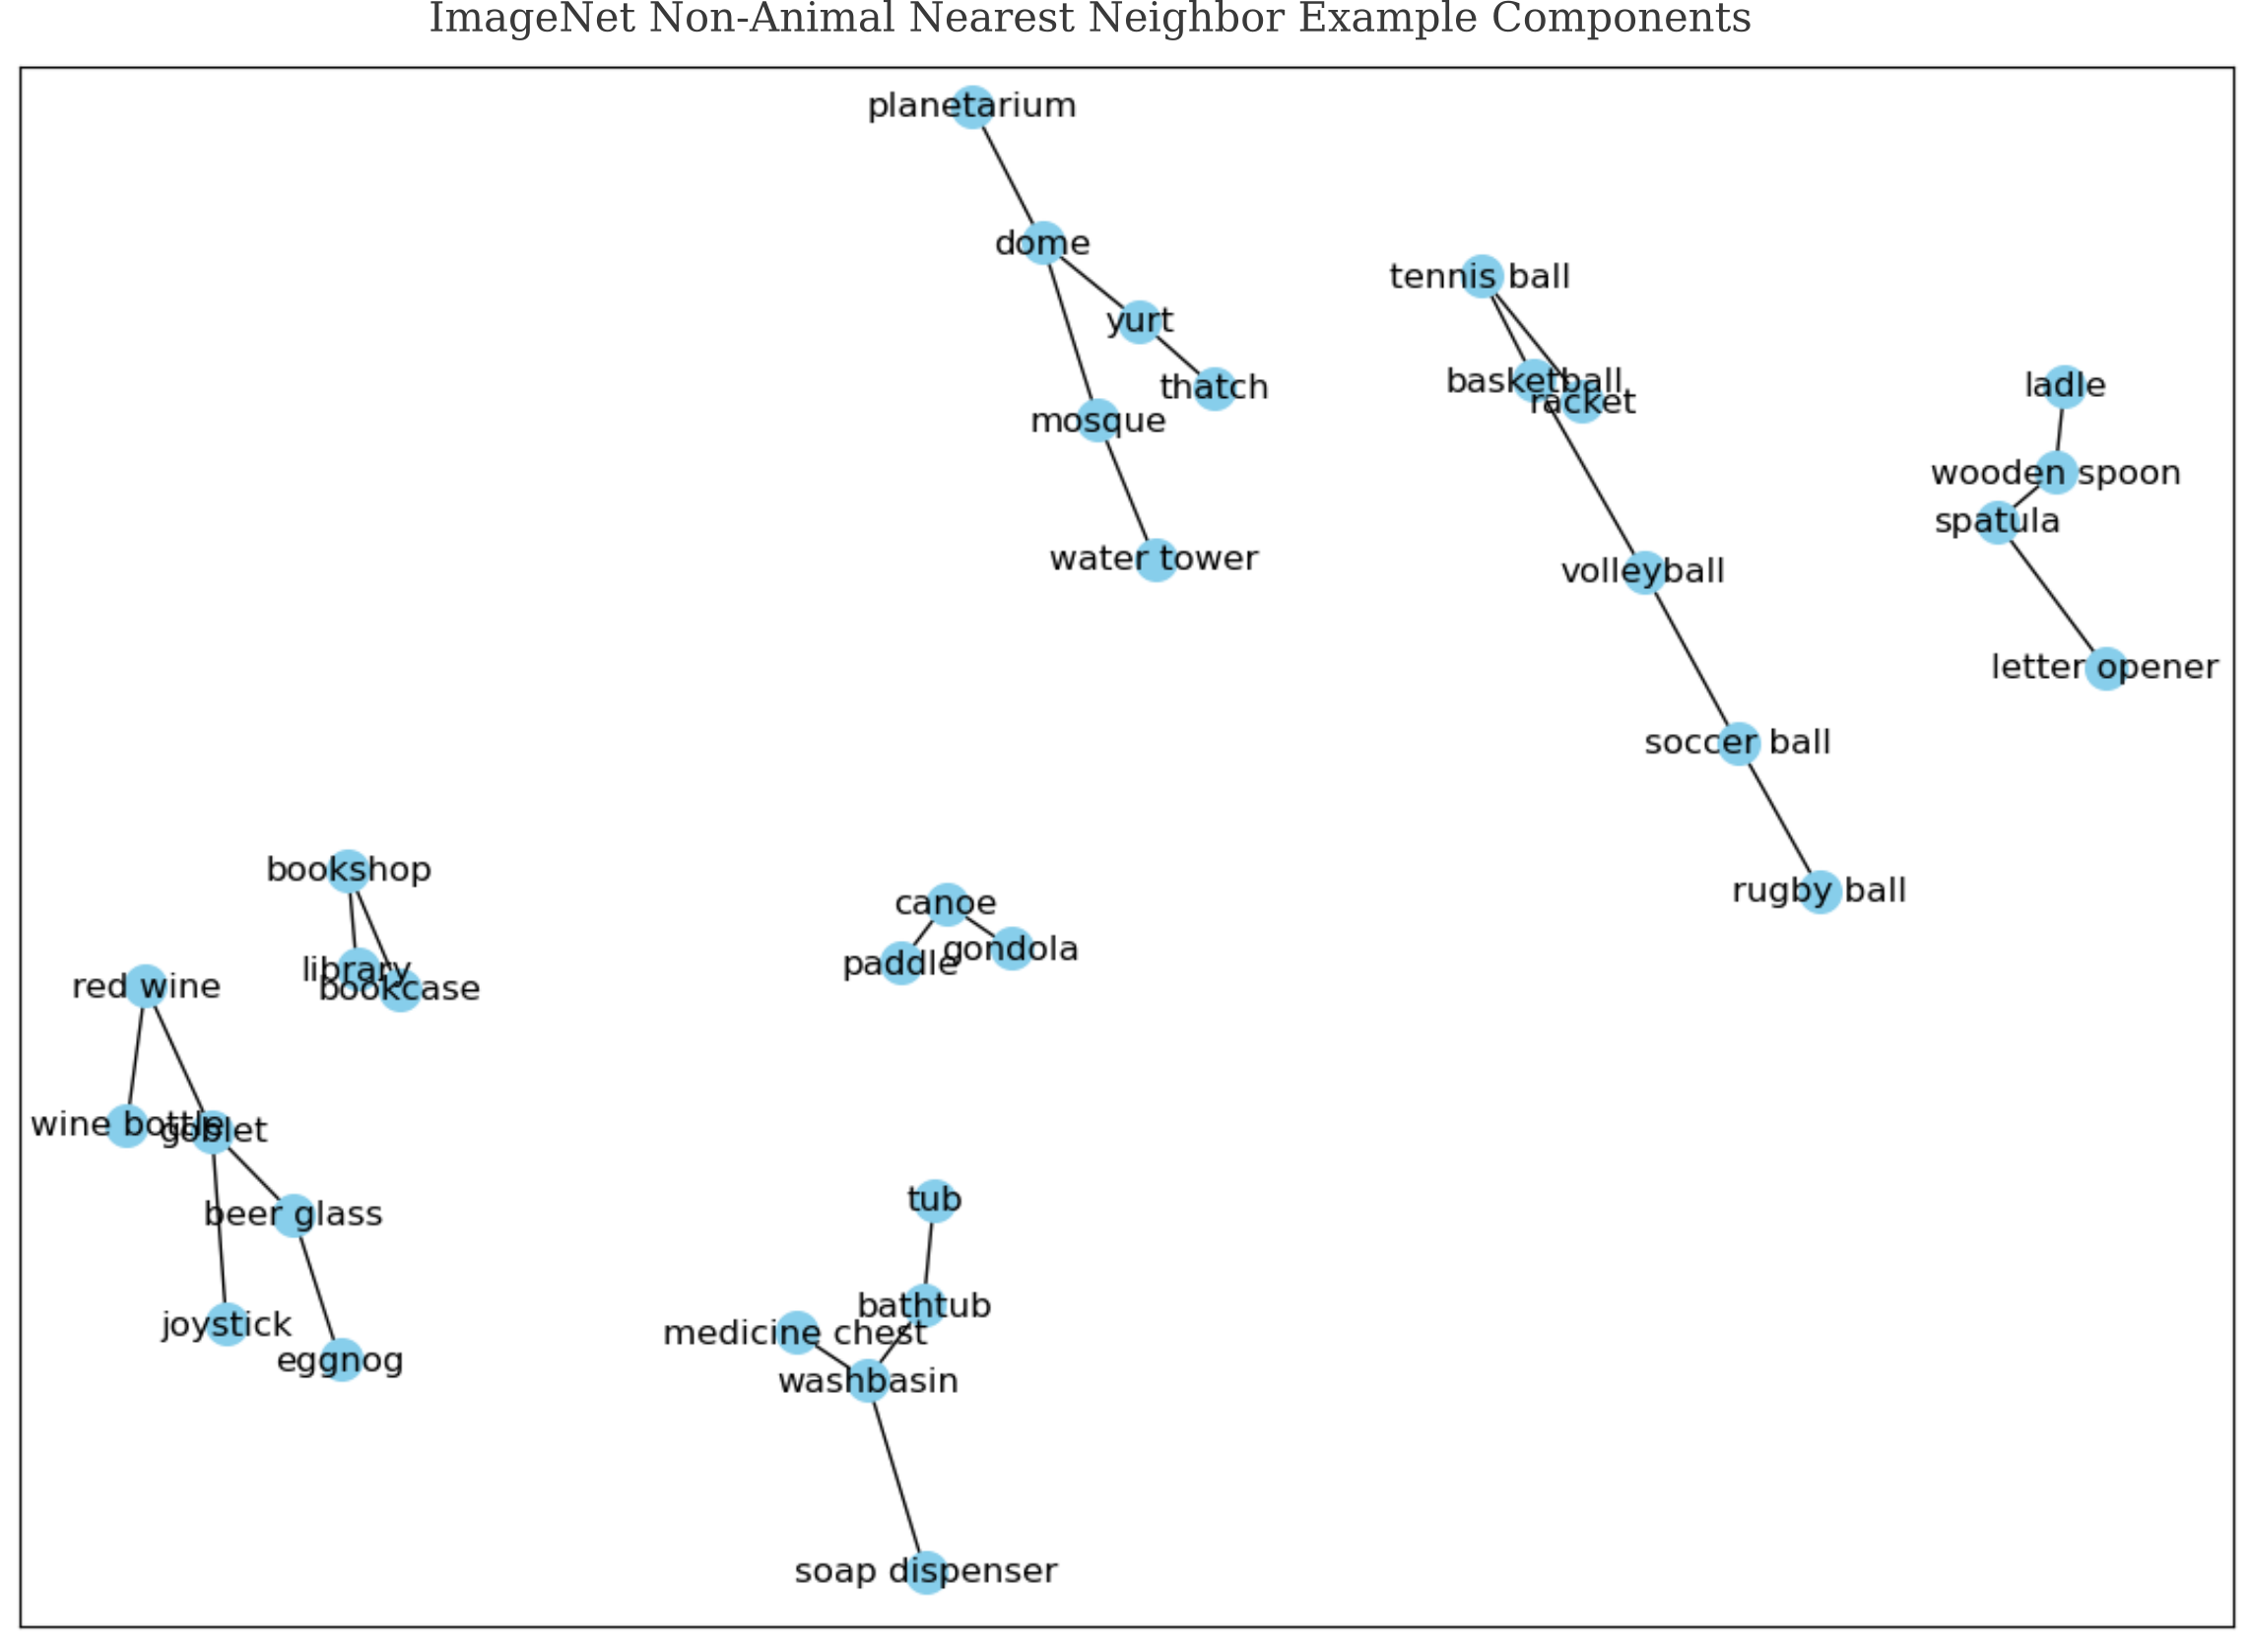 ImageNet Non-Animal Nearest Neighbor Example Components
planetarium
dome
yurt
thatch
mosque
water tower
tennis ball
basketball
racket
volleyball
soccer ball
rugby ball
ladle
wooden spoon
spatula
letter opener
bookshop
library
bookcase
canoe
paddle
gondola
red wine
wine bottle
goblet
beer glass
joystick
eggnog
tub
bathtub
medicine chest
washbasin
soap dispenser